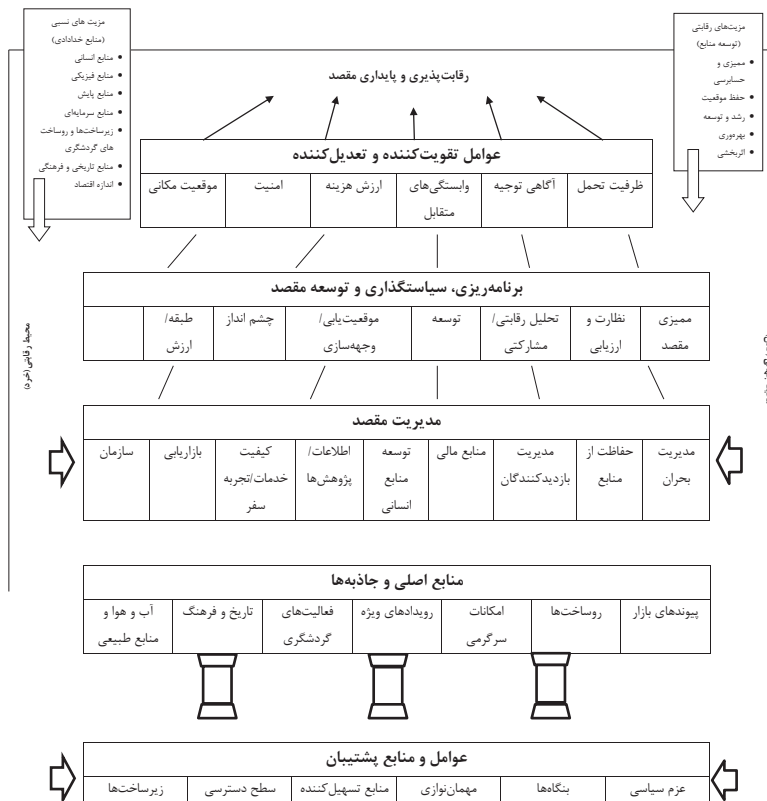 مزیت‌های رقابتی
(توسعه منابع)
• ممیزی و
حسابرسی
• حفظ موقعیت
• رشد و توسعه
• بهره‌وری
• اثربخشی
مزیت های نسبی
(منابع خدادادی)
• منابع انسانی
• منابع فیزیکی
• منابع پایش
• منابع سرمایه‌ای
• زیرساخت‌ها و روساخت
های گردشگری
• منابع تاریخی و فرهنگی
• اندازه اقتصاد
رقابت‌پذیری و پایداری مقصد
عوامل تقویت‌کننده و تعدیل‌کننده
ظرفیت تحمل
آگاهی توجیه
وابستگی‌های
متقابل
ارزش هزینه
امنیت
موقعیت مکانی
برنامه‌ریزی، سیاستگذاری و توسعه مقصد
ممیزی
مقصد
نظارت و
ارزیابی
تحلیل رقابتی/
مشارکتی
توسعه
موقعیت‌یابی/
وجهه‌سازی
چشم انداز
طبقه/
ارزش
محیط رقابتی(خرد)
مدیریت مقصد
مدیریت
بحران
حفاظت از
منابع
مدیریت
بازدیدکنندگان
منابع مالی
توسعه
منابع
انسانی
اطلاعات/
پژوهش‌ها
کیفیت
خدمات/تجربه
سفر
بازاریابی
سازمان
منابع اصلی و جاذبه‌ها
پیوندهای بازار
روساخت‌ها
امکانات
سرگرمی
رویدادهای ویژه
فعالیت‌های
گردشگری
تاریخ و فرهنگ
آب و هوا و
منابع طبیعی
عوامل و منابع پشتیبان
عزم سیاسی
بنگاه‌ها
مهمان‌نوازی
منابع تسهیل‌کننده
سطح دسترسی
زیرساخت‌ها